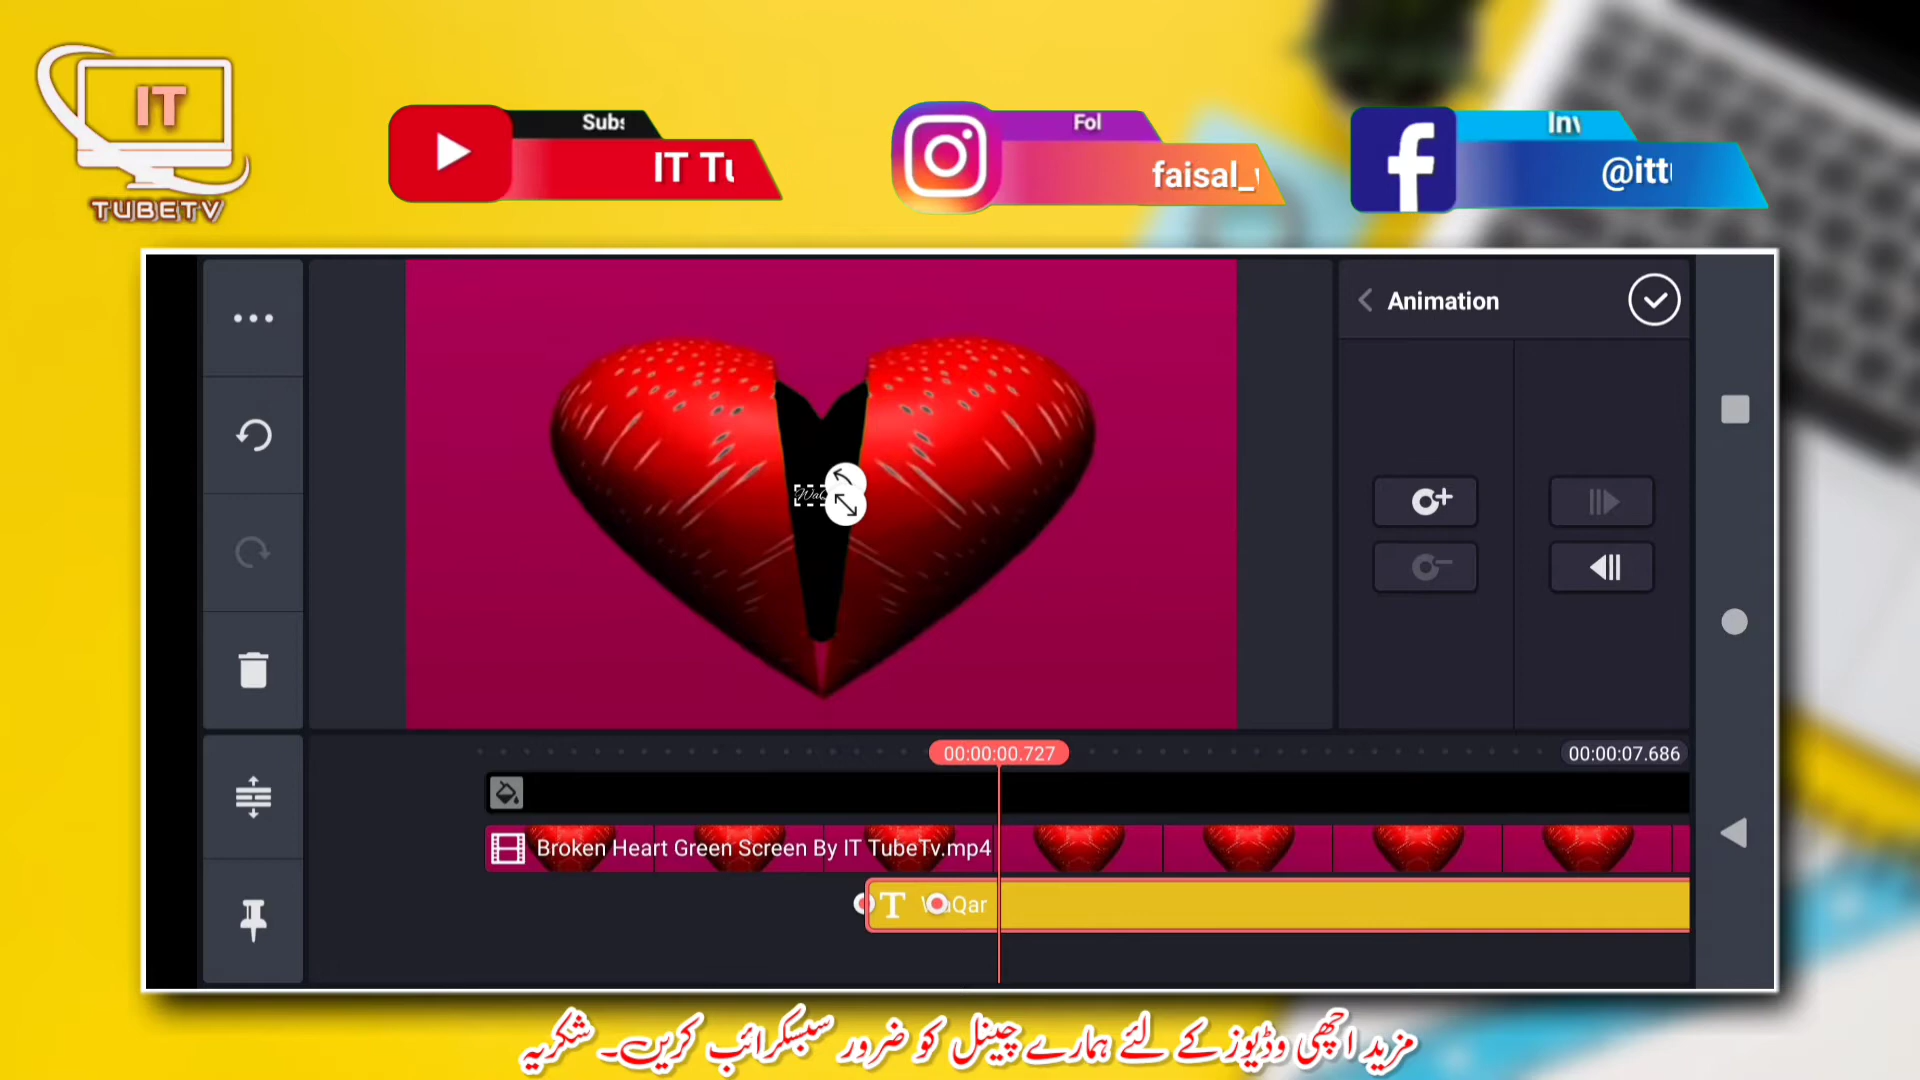 IT
TUBETV
Subs
IT Tu
Fol
faisal_
Inv
@itt
Animation
00:00:00.727
00:00:07.686
Broken Heart Green Screen By IT TubeTv.mp4
T
مزید اچھی وڈیوز کے لئے ہمارے چینل کو ضرور سبسکرائب کریں۔ شکریہ